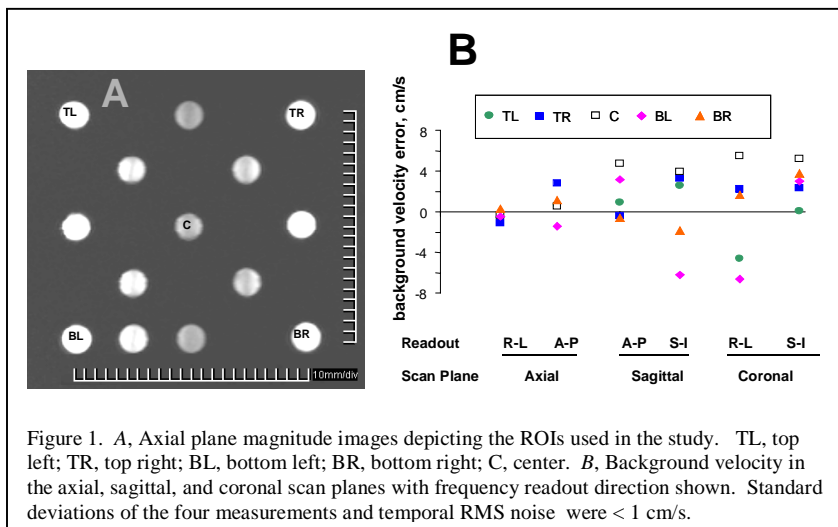 A
TL
TR
C
BL
BR
10mm/div
B
TL TR C BL BR
background velocity error, cm/s
8
4
0
-4
-8
Readout R-L A-P A-P S-I R-L S-I
Scan Plane Axial Sagittal Coronal
Figure 1. A, Axial plane magnitude images depicting the ROIs used in the study. TL, top
left; TR, top right; BL, bottom left; BR, bottom right; C, center. B, Background velocity in
the axial, sagittal, and coronal scan planes with frequency readout direction shown. Standard
deviations of the four measurements and temporal RMS noise were < 1 cm/s.